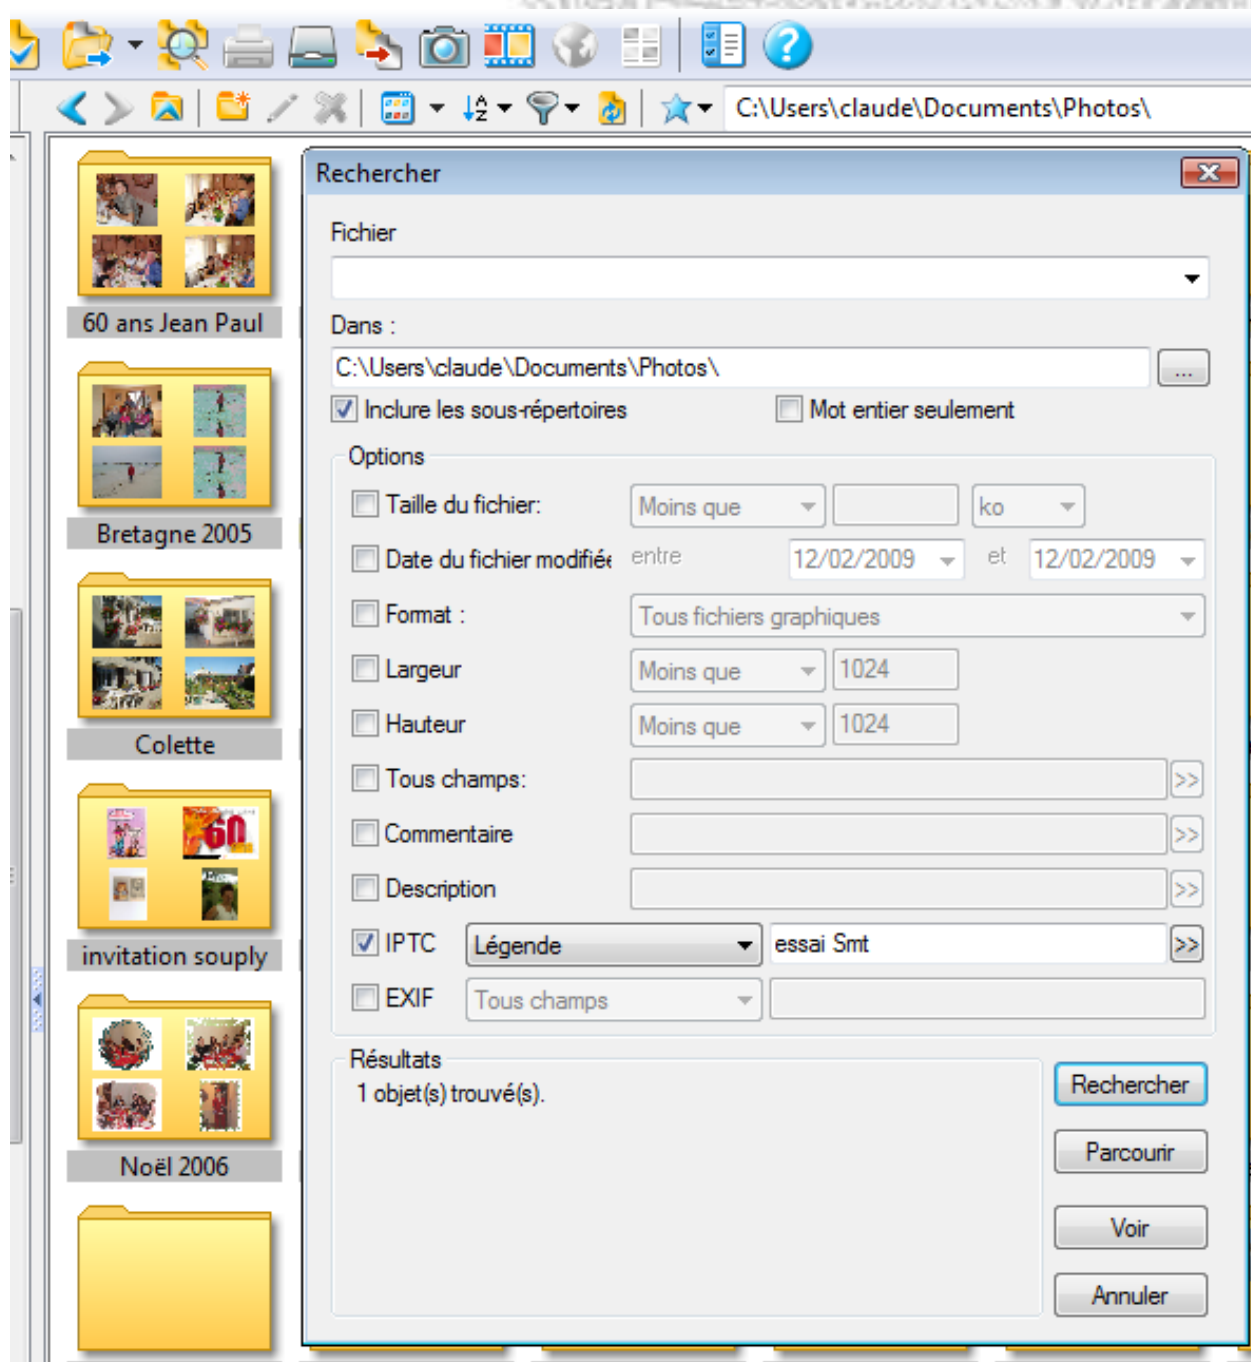 C:\Users\claude\Documents\Photos\
Rechercher
Fichier
60 ans Jean Paul
Dans :
C:\Users\claude\Documents\Photos\
...
Inclure les sous-répertoires
Mot entier seulement
Options
Taille du fichier:
Moins que
ko
Bretagne 2005
Date du fichier modifiée
entre
12/02/2009
et
12/02/2009
Format :
Tous fichiers graphiques
Largeur
Moins que
1024
Hauteur
Moins que
1024
Colette
Tous champs:
>>
Commentaire
>>
60
Description
>>
IPTC
Légende
essai Smt
>>
invitation souply
EXIF
Tous champs
Résultats
1 objet(s) trouvé(s).
Rechercher
Parcourir
Noël 2006
Voir
Annuler